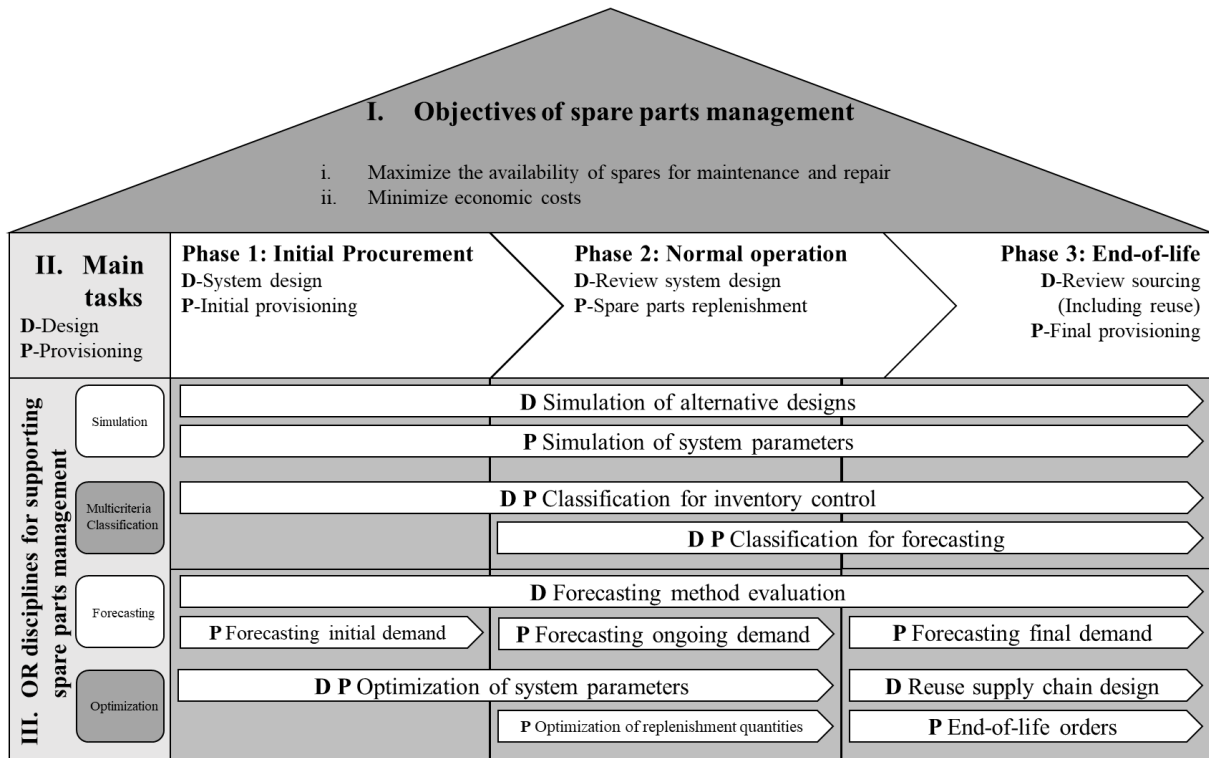 I. Objectives of spare parts management
i. Maximize the availability of spares for maintenance and repair
ii. Minimize economic costs
II. Main
tasks
D-Design
P-Provisioning
Phase 1: Initial Procurement
D-System design
P-Initial provisioning
Phase 2: Normal operation
D-Review system design
P-Spare parts replenishment
Phase 3: End-of-life
D-Review sourcing
(Including reuse)
P-Final provisioning
III. OR disciplines for supporting
spare parts management
Simulation
D Simulation of alternative designs
P Simulation of system parameters
Multicriteria
Classification
D P Classification for inventory control
D P Classification for forecasting
Forecasting
D Forecasting method evaluation
P Forecasting initial demand
P Forecasting ongoing demand
P Forecasting final demand
Optimization
D P Optimization of system parameters
D Reuse supply chain design
P Optimization of replenishment quantities
P End-of-life orders